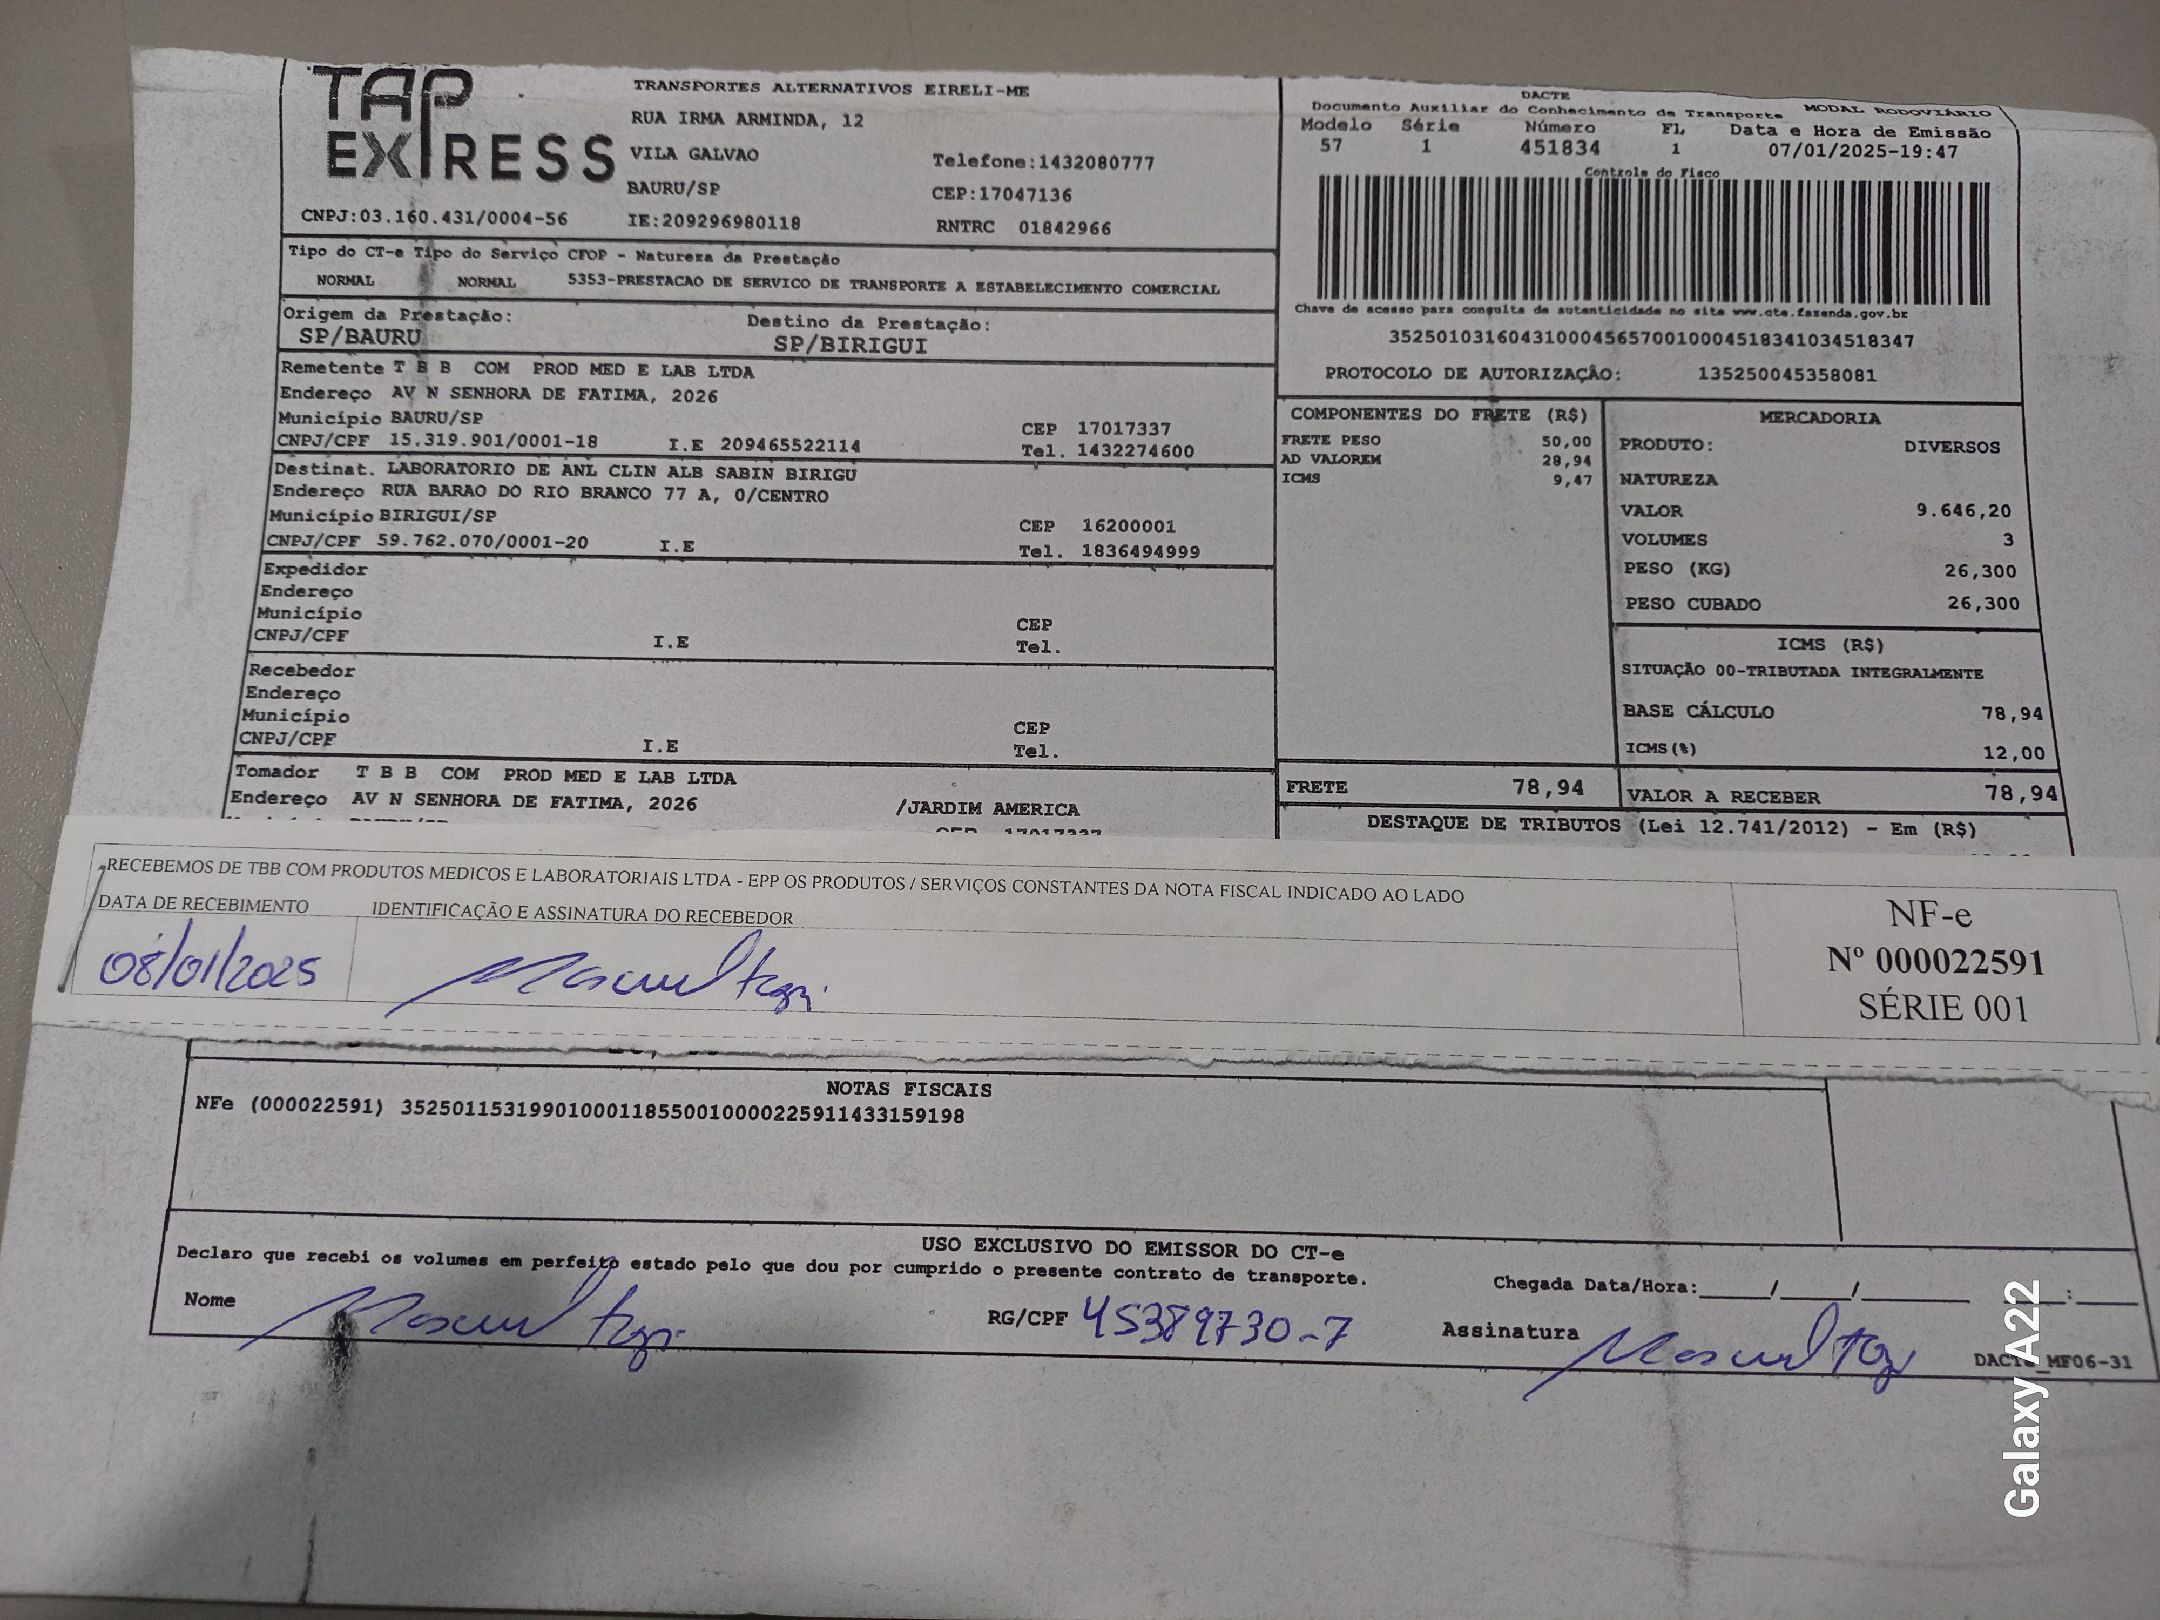 TAP EXPRESS
TRANSPORTES ALTERNATIVOS EIRELI-ME
RUA IRMA ARMINDA, 12
VILA GALVAO Telefone:1432080777
BAURU/SP CEP:17047136
CNPJ:03.160.431/0004-56 IE:209296980118 RNTRC 01842966
DACTE
Documento Auxiliar do Conhecimento de Transporte MODAL RODOVIÁRIO
Modelo Série Número FL Data e Hora de Emissão
57 1 451834 1 07/01/2025-19:47
Controle do Fisco
Chave de acesso para consulta de autenticidade no site www.cte.fazenda.gov.br
35250103160431000456570010004518341034518347
PROTOCOLO DE AUTORIZAÇÃO: 135250045358081
Tipo do CT-e Tipo do Serviço CFOP - Natureza da Prestação
NORMAL NORMAL 5353-PRESTACAO DE SERVICO DE TRANSPORTE A ESTABELECIMENTO COMERCIAL
Origem da Prestação: Destino da Prestação:
SP/BAURU SP/BIRIGUI
Remetente T B B COM PROD MED E LAB LTDA
Endereço AV N SENHORA DE FATIMA, 2026
Município BAURU/SP CEP 17017337
CNPJ/CPF 15.319.901/0001-18 I.E 209465522114 Tel. 1432274600
Destinat. LABORATORIO DE ANL CLIN ALB SABIN BIRIGU
Endereço RUA BARAO DO RIO BRANCO 77 A, 0/CENTRO
Município BIRIGUI/SP CEP 16200001
CNPJ/CPF 59.762.070/0001-20 I.E Tel. 1836494999
Expedidor
Endereço
Município CEP
CNPJ/CPF I.E Tel.
Recebedor
Endereço
Município CEP
CNPJ/CPF I.E Tel.
Tomador T B B COM PROD MED E LAB LTDA
Endereço AV N SENHORA DE FATIMA, 2026 /JARDIM AMERICA
COMPONENTES DO FRETE (R$)
FRETE PESO 50,00
AD VALOREM 28,94
ICMS 9,47
FRETE 78,94
MERCADORIA
PRODUTO: DIVERSOS
NATUREZA
VALOR 9.646,20
VOLUMES 3
PESO (KG) 26,300
PESO CUBADO 26,300
ICMS (R$)
SITUAÇÃO 00-TRIBUTADA INTEGRALMENTE
BASE CÁLCULO 78,94
ICMS(%) 12,00
VALOR A RECEBER 78,94
DESTAQUE DE TRIBUTOS (Lei 12.741/2012) - Em (R$)
RECEBEMOS DE TBB COM PRODUTOS MEDICOS E LABORATORIAIS LTDA - EPP OS PRODUTOS / SERVIÇOS CONSTANTES DA NOTA FISCAL INDICADO AO LADO
DATA DE RECEBIMENTO IDENTIFICAÇÃO E ASSINATURA DO RECEBEDOR
08/01/2025
NF-e
Nº 000022591
SÉRIE 001
NOTAS FISCAIS
NFe (000022591) 35250115319901000118550010000225911433159198
USO EXCLUSIVO DO EMISSOR DO CT-e
Declaro que recebi os volumes em perfeito estado pelo que dou por cumprido o presente contrato de transporte.
Chegada Data/Hora:_____/_____/_________ ___:_____
Nome RG/CPF 45389730-7 Assinatura
DACTE_MF06-31
Galaxy A22